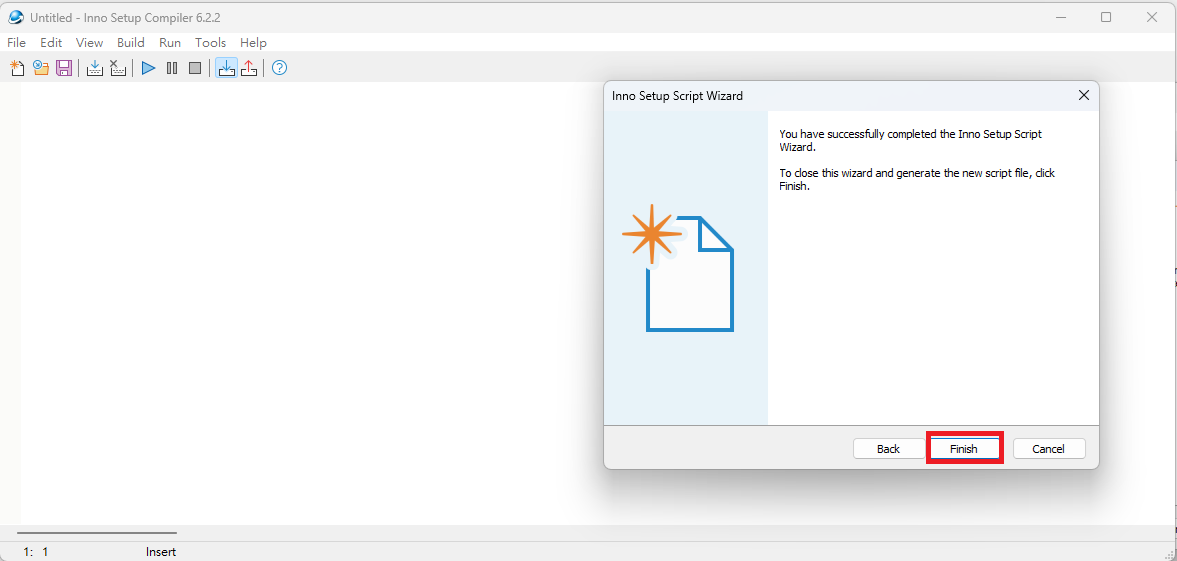 Untitled - Inno Setup Compiler 6.2.2
File Edit View Build Run Tools Help
Inno Setup Script Wizard
You have successfully completed the Inno Setup Script
Wizard.
To close this wizard and generate the new script file, click
Finish.
Back Finish Cancel
1: 1 Insert